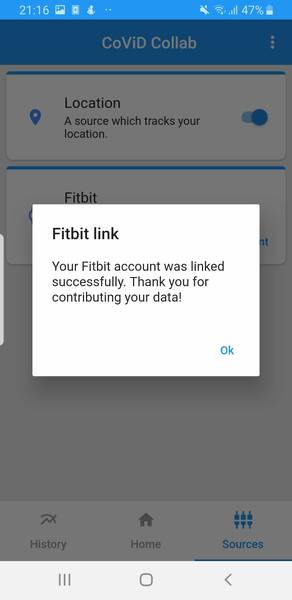 21:16 47%
CoViD Collab
Location
A source which tracks your
location.
Fitbit
nt
Fitbit link
Your Fitbit account was linked
successfully. Thank you for
contributing your data!
Ok
History Home Sources